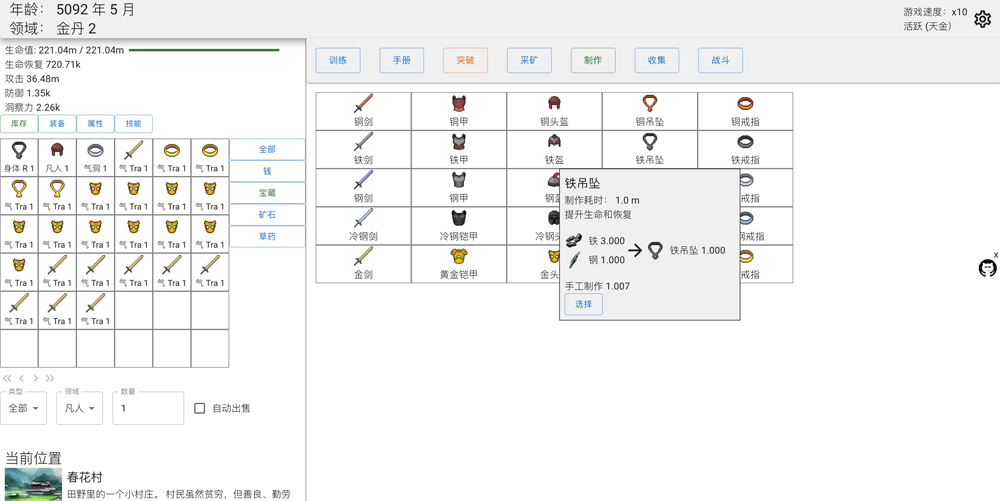 年龄： 5092 年 5 月
领域： 金丹 2
游戏速度： x10
活跃 (天金)
生命值: 221.04m / 221.04m
生命恢复 720.71k
攻击 36.48m
防御 1.35k
洞察力 2.26k
库存 装备 属性 技能
训练 手册 突破 采矿 制作 收集 战斗
身体 R 1 凡人 1 气洞 1 气 Tra 1 气 Tra 1 气 Tra 1
气 Tra 1 气 Tra 1 气 Tra 1 气 Tra 1 气 Tra 1 气 Tra 1
气 Tra 1 气 Tra 1 气 Tra 1 气 Tra 1 气 Tra 1 气 Tra 1
气 Tra 1 气 Tra 1 气 Tra 1 气 Tra 1 气 Tra 1 气 Tra 1
气 Tra 1 气 Tra 1 气 Tra 1
全部
钱
宝藏
矿石
草药
类型 领域 数量
全部 凡人 1 自动出售
当前位置
春花村
田野里的一个小村庄。 村民虽然贫穷，但善良、勤劳
铜剑 铜甲 铜头盔 铜吊坠 铜戒指
铁剑 铁甲 铁盔 铁吊坠 铁戒指
钢剑 钢甲 钢 戒指
冷钢剑 冷钢铠甲 冷钢 钢戒指
金剑 黄金铠甲 金头 戒指
铁吊坠
制作耗时： 1.0 m
提升生命和恢复
铁 3.000
钢 1.000
铁吊坠 1.000
手工制作 1.007
选择
x